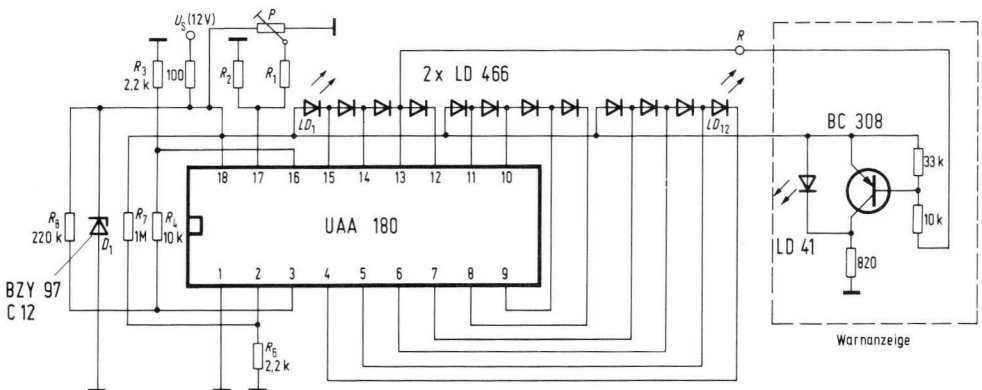 U_S (12V)
P
R_3
2,2 k
100
R_2
R_1
R
2 x LD 466
LD_1
LD_12
BC 308
33 k
10 k
18 17 16 15 14 13 12 11 10
UAA 180
1 2 3 4 5 6 7 8 9
R_8
220 k
D_1
R_7
1M
R_4
10 k
LD 41
820
BZY 97
C 12
R_6
2,2 k
Warnanzeige